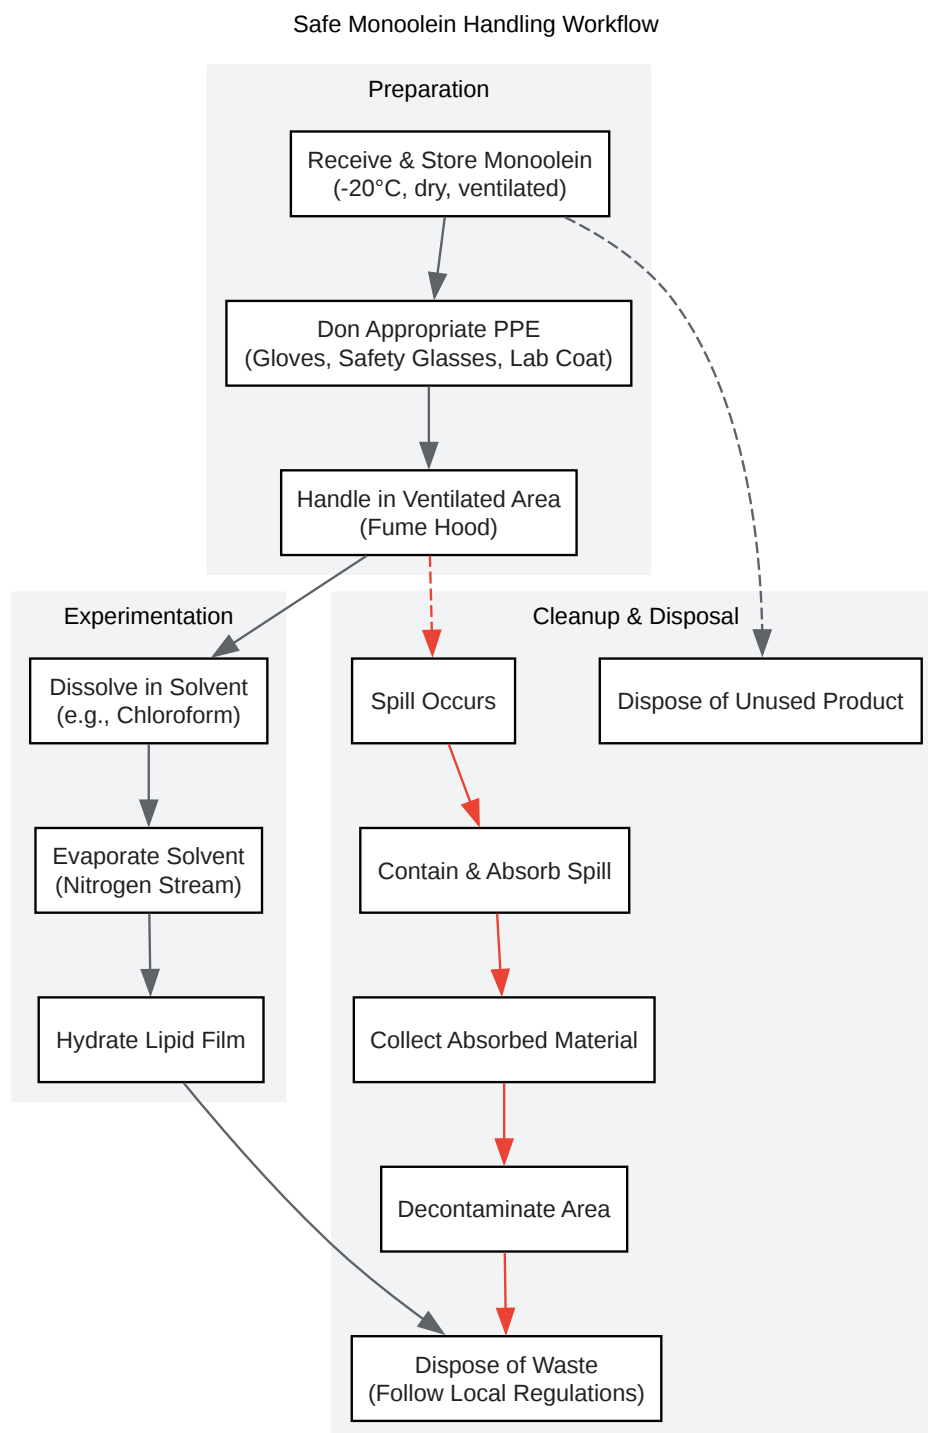 Safe Monoolein Handling Workflow
Preparation
Receive & Store Monoolein
(-20°C, dry, ventilated)
Don Appropriate PPE
(Gloves, Safety Glasses, Lab Coat)
Handle in Ventilated Area
(Fume Hood)
Experimentation
Dissolve in Solvent
(e.g., Chloroform)
Evaporate Solvent
(Nitrogen Stream)
Hydrate Lipid Film
Cleanup & Disposal
Spill Occurs
Dispose of Unused Product
Contain & Absorb Spill
Collect Absorbed Material
Decontaminate Area
Dispose of Waste
(Follow Local Regulations)